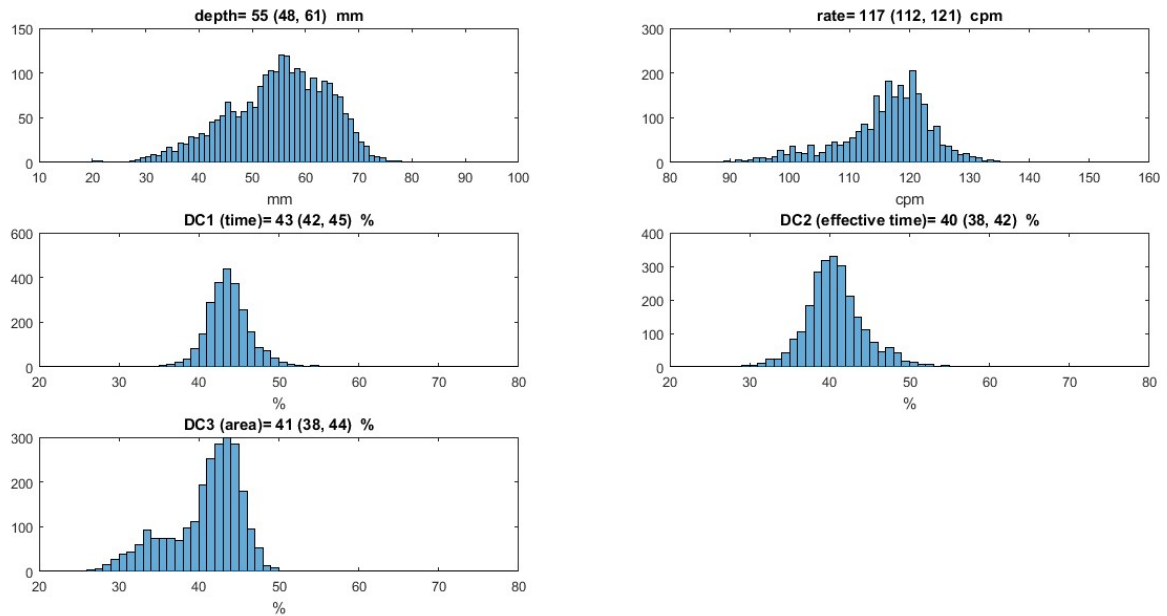 depth= 55 (48, 61) mm
150
100
50
0
10 20 30 40 50 60 70 80 90 100
mm
rate= 117 (112, 121) cpm
300
200
100
0
80 90 100 110 120 130 140 150 160
cpm
DC1 (time)= 43 (42, 45) %
600
400
200
0
20 30 40 50 60 70 80
%
DC2 (effective time)= 40 (38, 42) %
400
300
200
100
0
20 30 40 50 60 70 80
%
DC3 (area)= 41 (38, 44) %
300
200
100
0
20 30 40 50 60 70 80
%